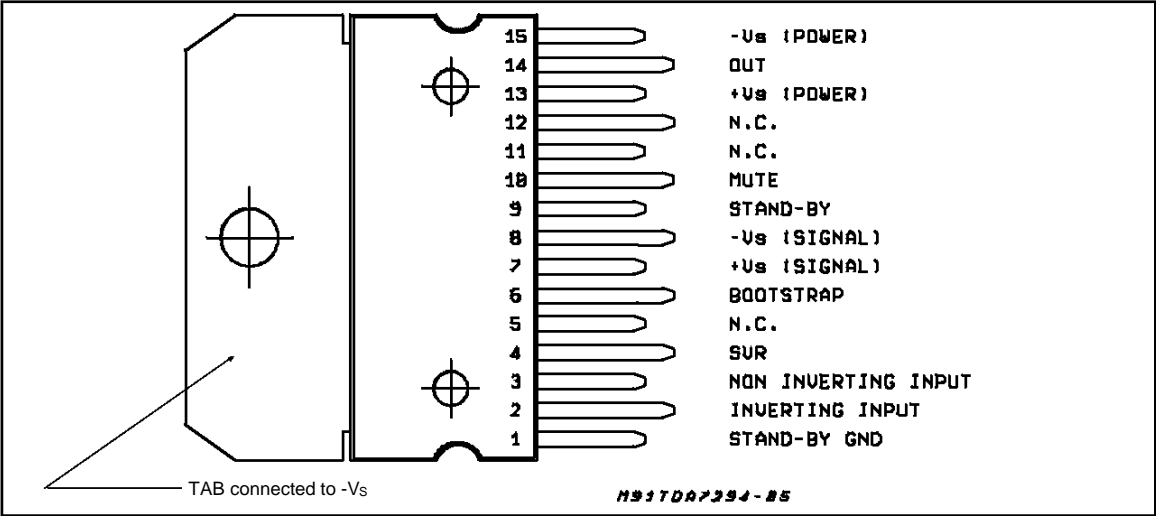 15 -Vs (POWER)
14 OUT
13 +Vs (POWER)
12 N.C.
11 N.C.
10 MUTE
9 STAND-BY
8 -Vs (SIGNAL)
7 +Vs (SIGNAL)
6 BOOTSTRAP
5 N.C.
4 SVR
3 NON INVERTING INPUT
2 INVERTING INPUT
1 STAND-BY GND
TAB connected to -VS
M93TDA7294-05